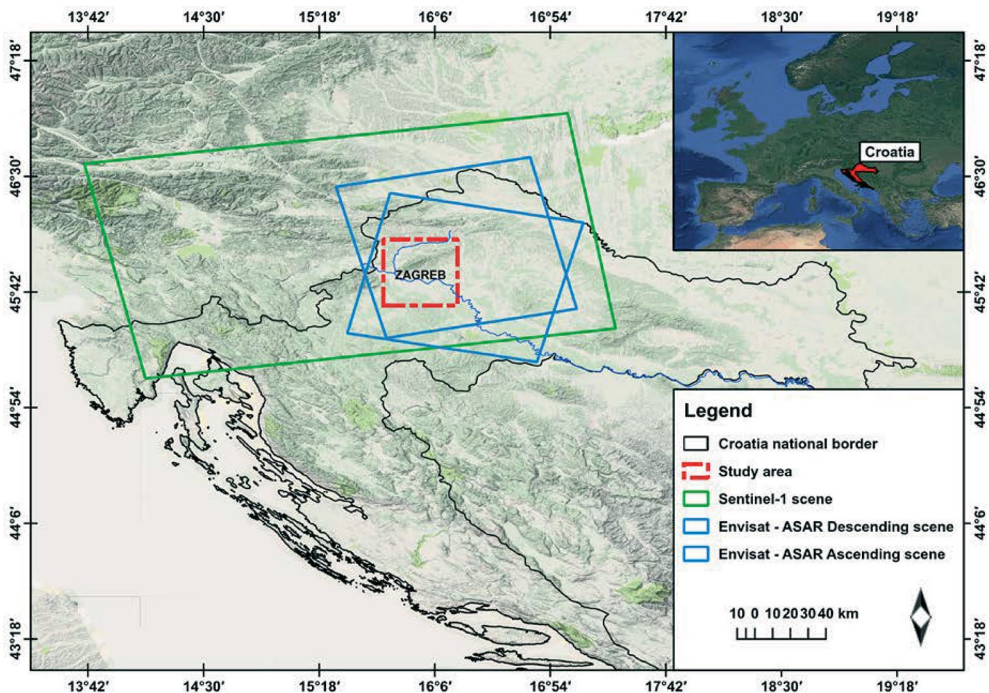 13°42' 14°30' 15°18' 16°6' 16°54' 17°42' 18°30' 19°18'
47°18' 47°18'
46°30' 46°30'
45°42' 45°42'
44°54' 44°54'
44°6' 44°6'
43°18' 43°18'
Croatia
ZAGREB
Legend
Croatia national border
Study area
Sentinel-1 scene
Envisat - ASAR Descending scene
Envisat - ASAR Ascending scene
10 0 10 20 30 40 km
13°42' 14°30' 15°18' 16°6' 16°54' 17°42' 18°30' 19°18'